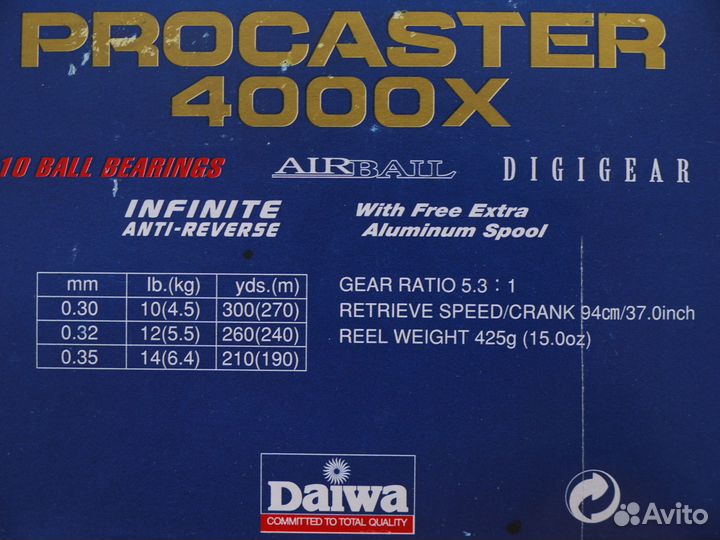 PROCASTER
4000X
10 BALL BEARINGS AIRBAIL DIGIGEAR
INFINITE
ANTI-REVERSE
With Free Extra
Aluminum Spool
mm lb.(kg) yds.(m)
0.30 10(4.5) 300(270)
0.32 12(5.5) 260(240)
0.35 14(6.4) 210(190)
GEAR RATIO 5.3 : 1
RETRIEVE SPEED/CRANK 94cm/37.0inch
REEL WEIGHT 425g (15.0oz)
Daiwa
COMMITTED TO TOTAL QUALITY
Avito